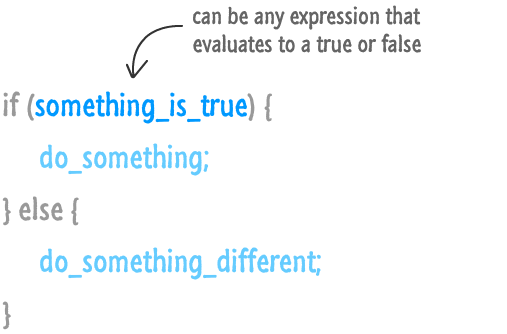 can be any expression that
evaluates to a true or false
if (something_is_true) {
do_something;
} else {
do_something_different;
}